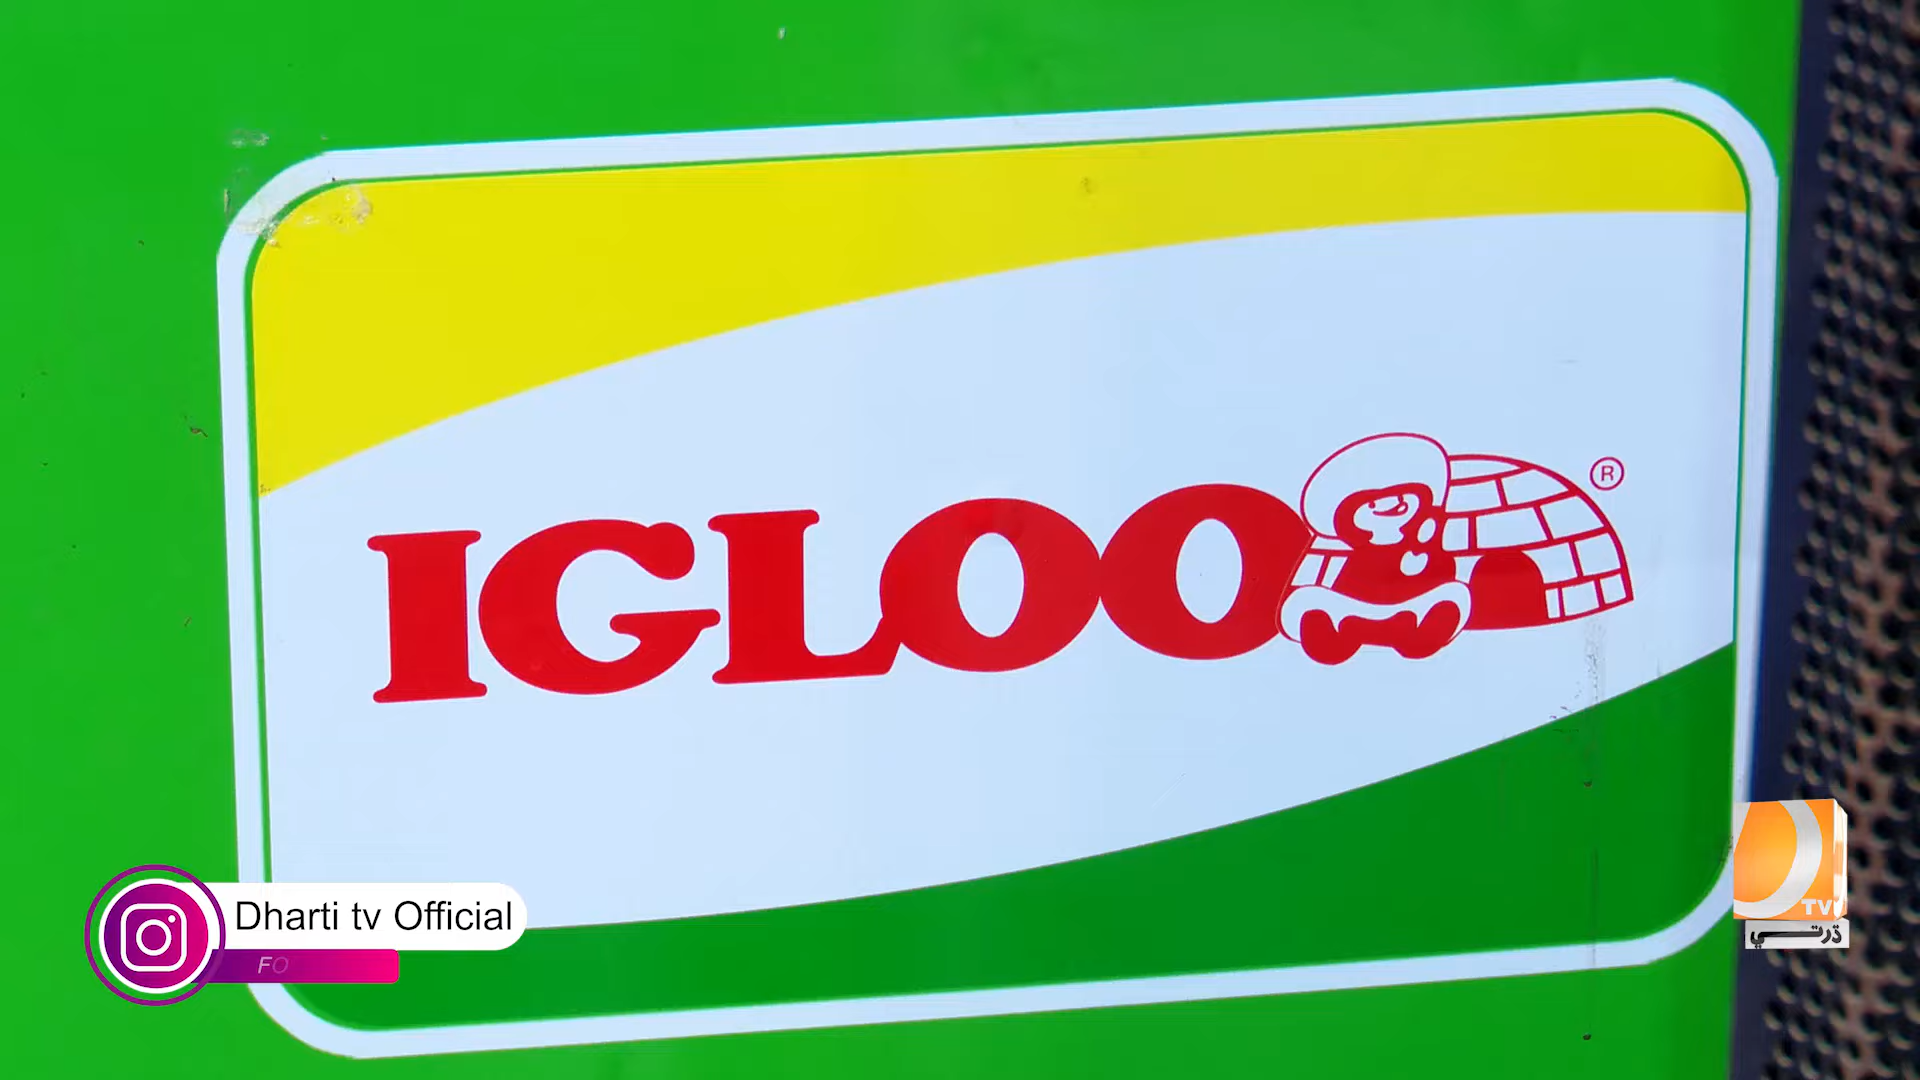 IGLOO ®
Dharti tv Official
FO
TV
ڌرتي